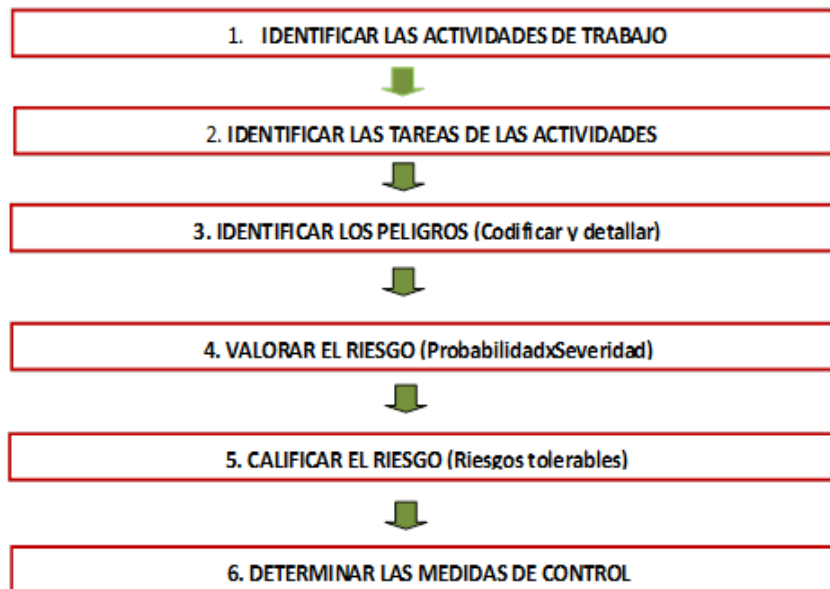 1. IDENTIFICAR LAS ACTIVIDADES DE TRABAJO
2. IDENTIFICAR LAS TAREAS DE LAS ACTIVIDADES
3. IDENTIFICAR LOS PELIGROS (Codificar y detallar)
4. VALORAR EL RIESGO (ProbabilidadxSeveridad)
5. CALIFICAR EL RIESGO (Riesgos tolerables)
6. DETERMINAR LAS MEDIDAS DE CONTROL